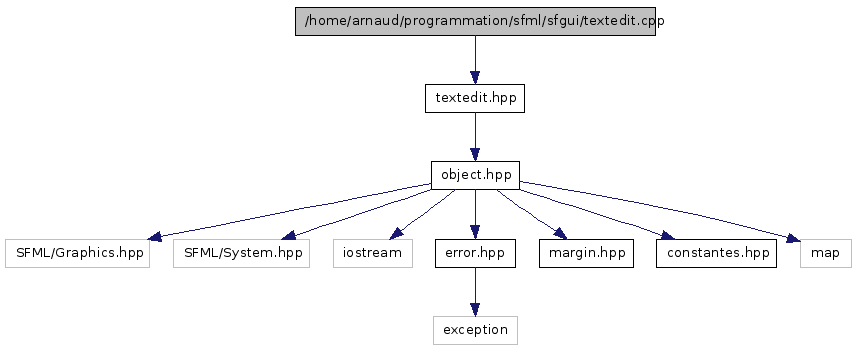 /home/arnaud/programmation/sfml/sfgui/textedit.cpp
textedit.hpp
object.hpp
SFML/Graphics.hpp
SFML/System.hpp
iostream
error.hpp
margin.hpp
constantes.hpp
map
exception